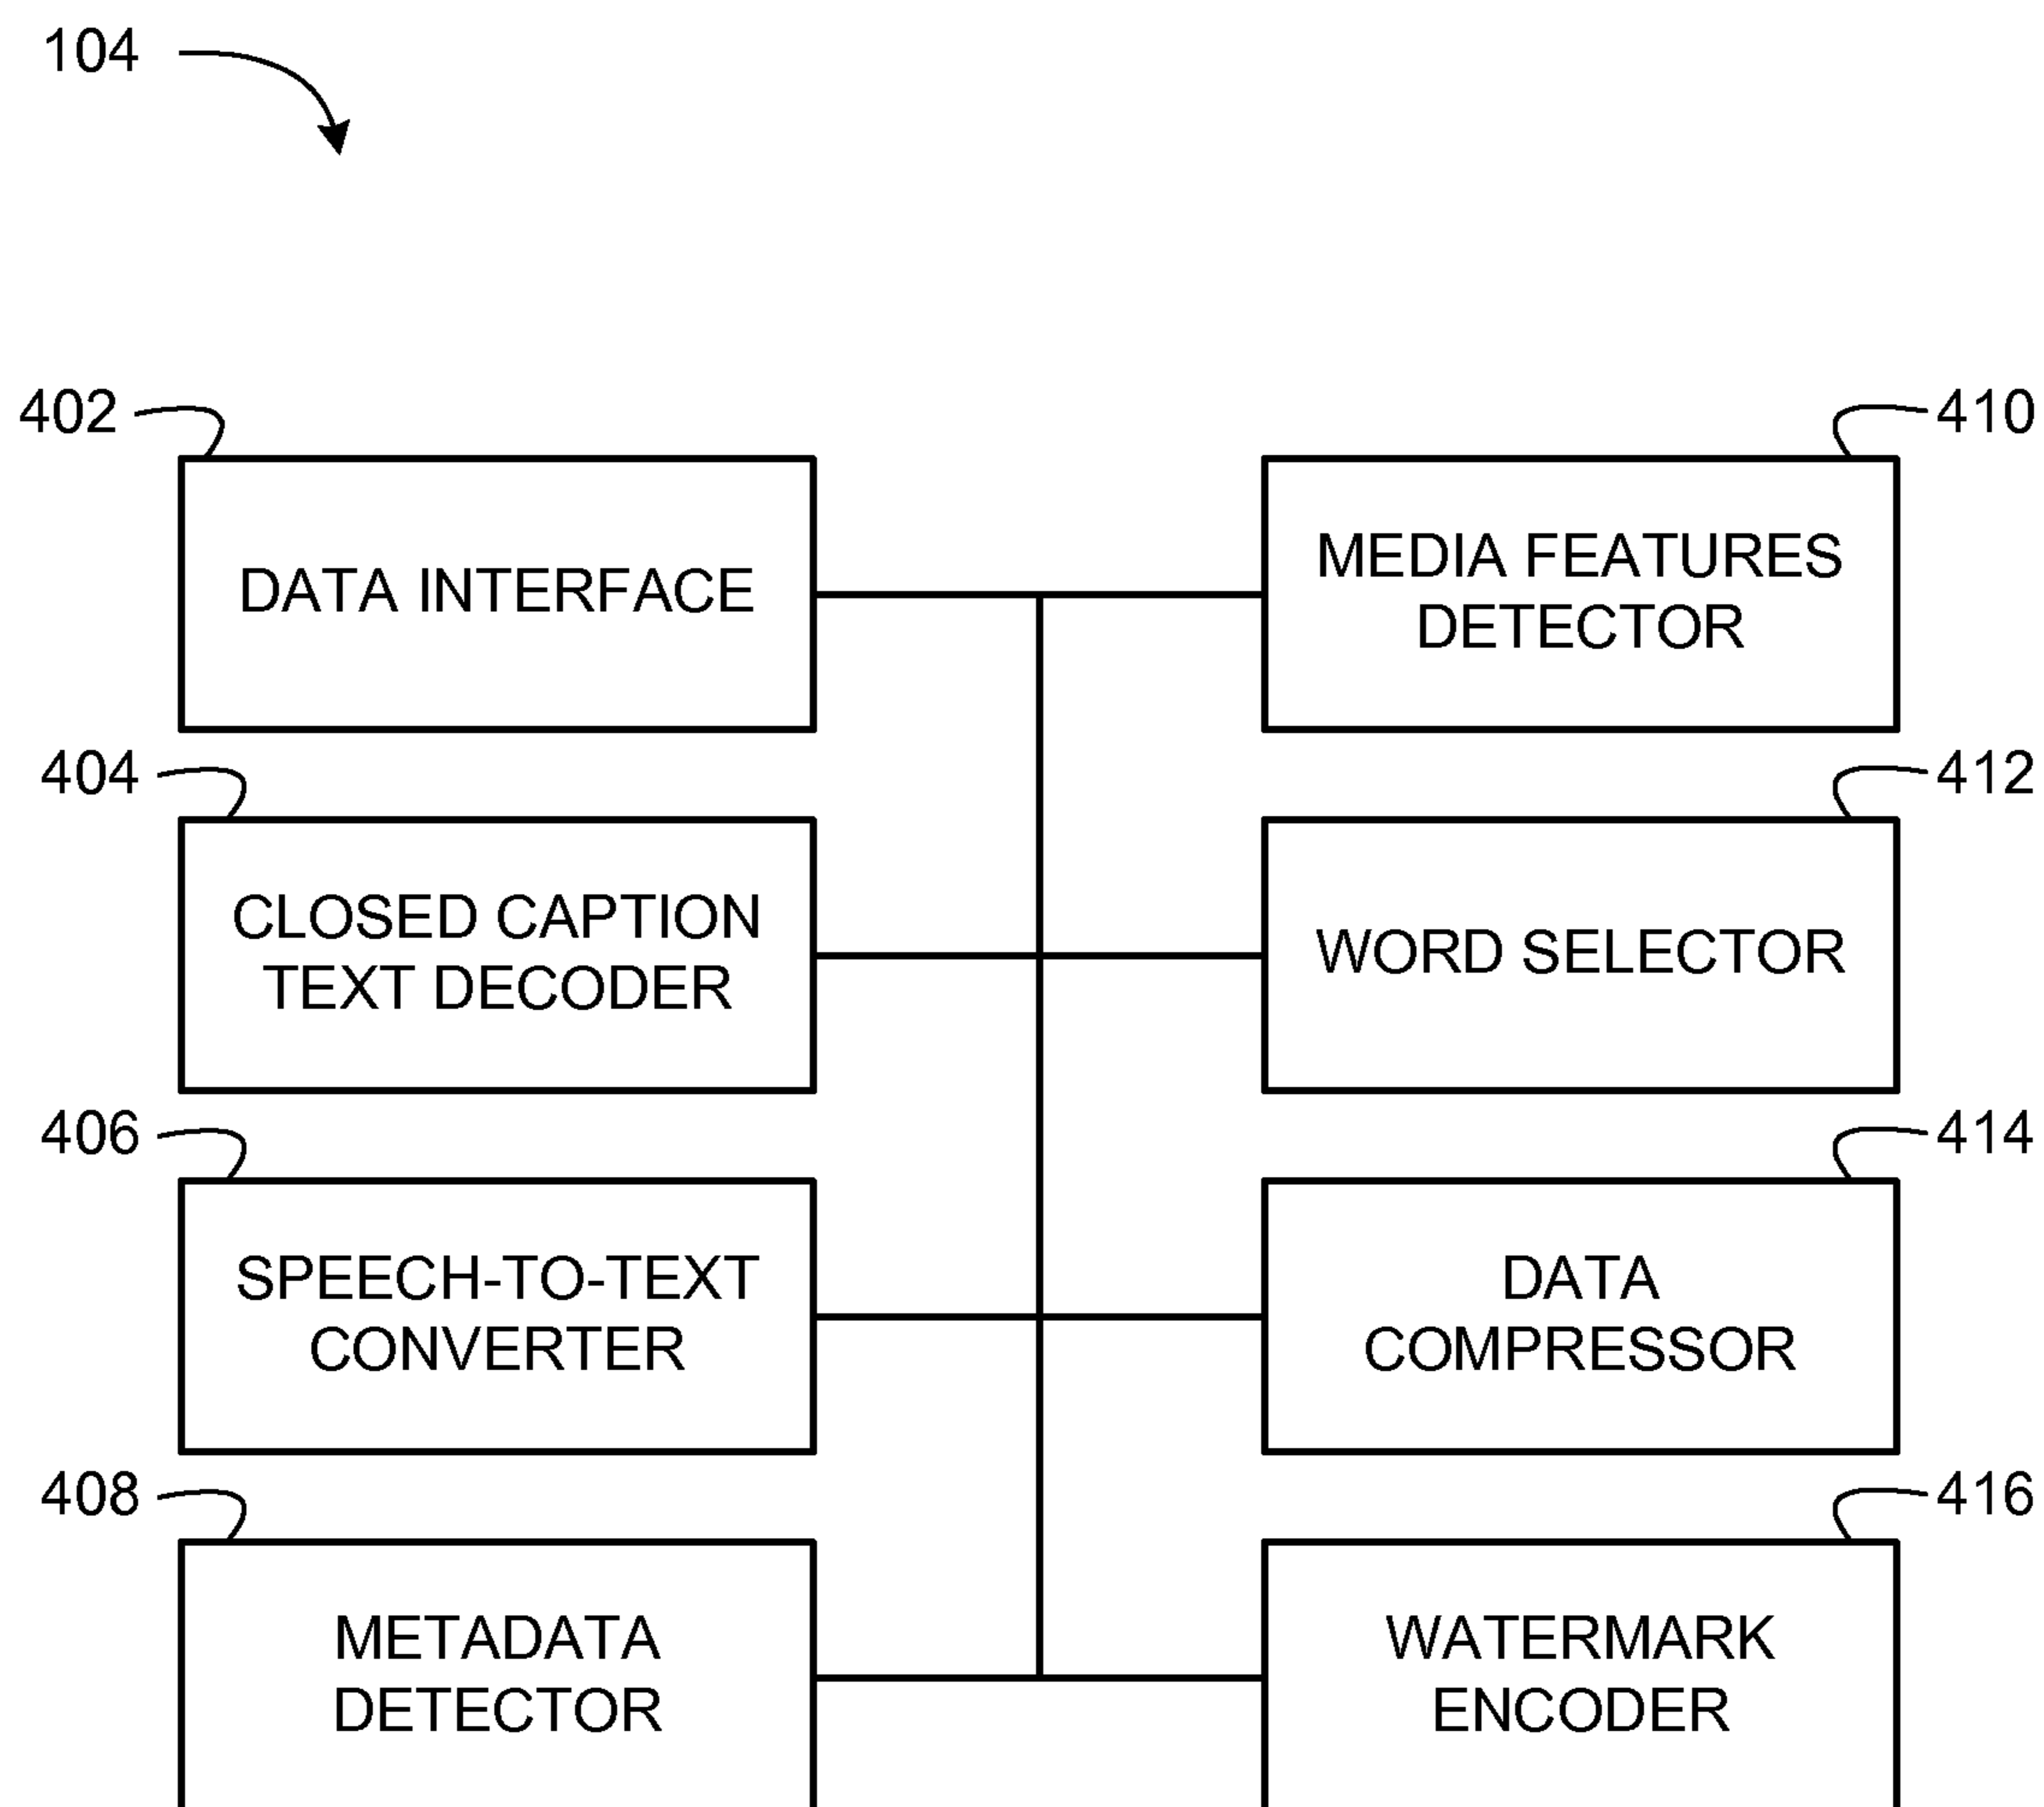 104
402
410
DATA INTERFACE
MEDIA FEATURES
DETECTOR
404
412
CLOSED CAPTION
TEXT DECODER
WORD SELECTOR
406
414
SPEECH-TO-TEXT
CONVERTER
DATA
COMPRESSOR
408
416
METADATA
DETECTOR
WATERMARK
ENCODER